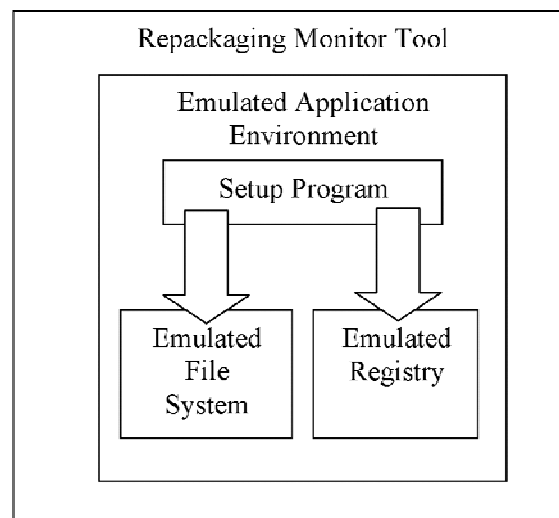 Repackaging Monitor Tool
Emulated Application
Environment
Setup Program
Emulated
File
System
Emulated
Registry